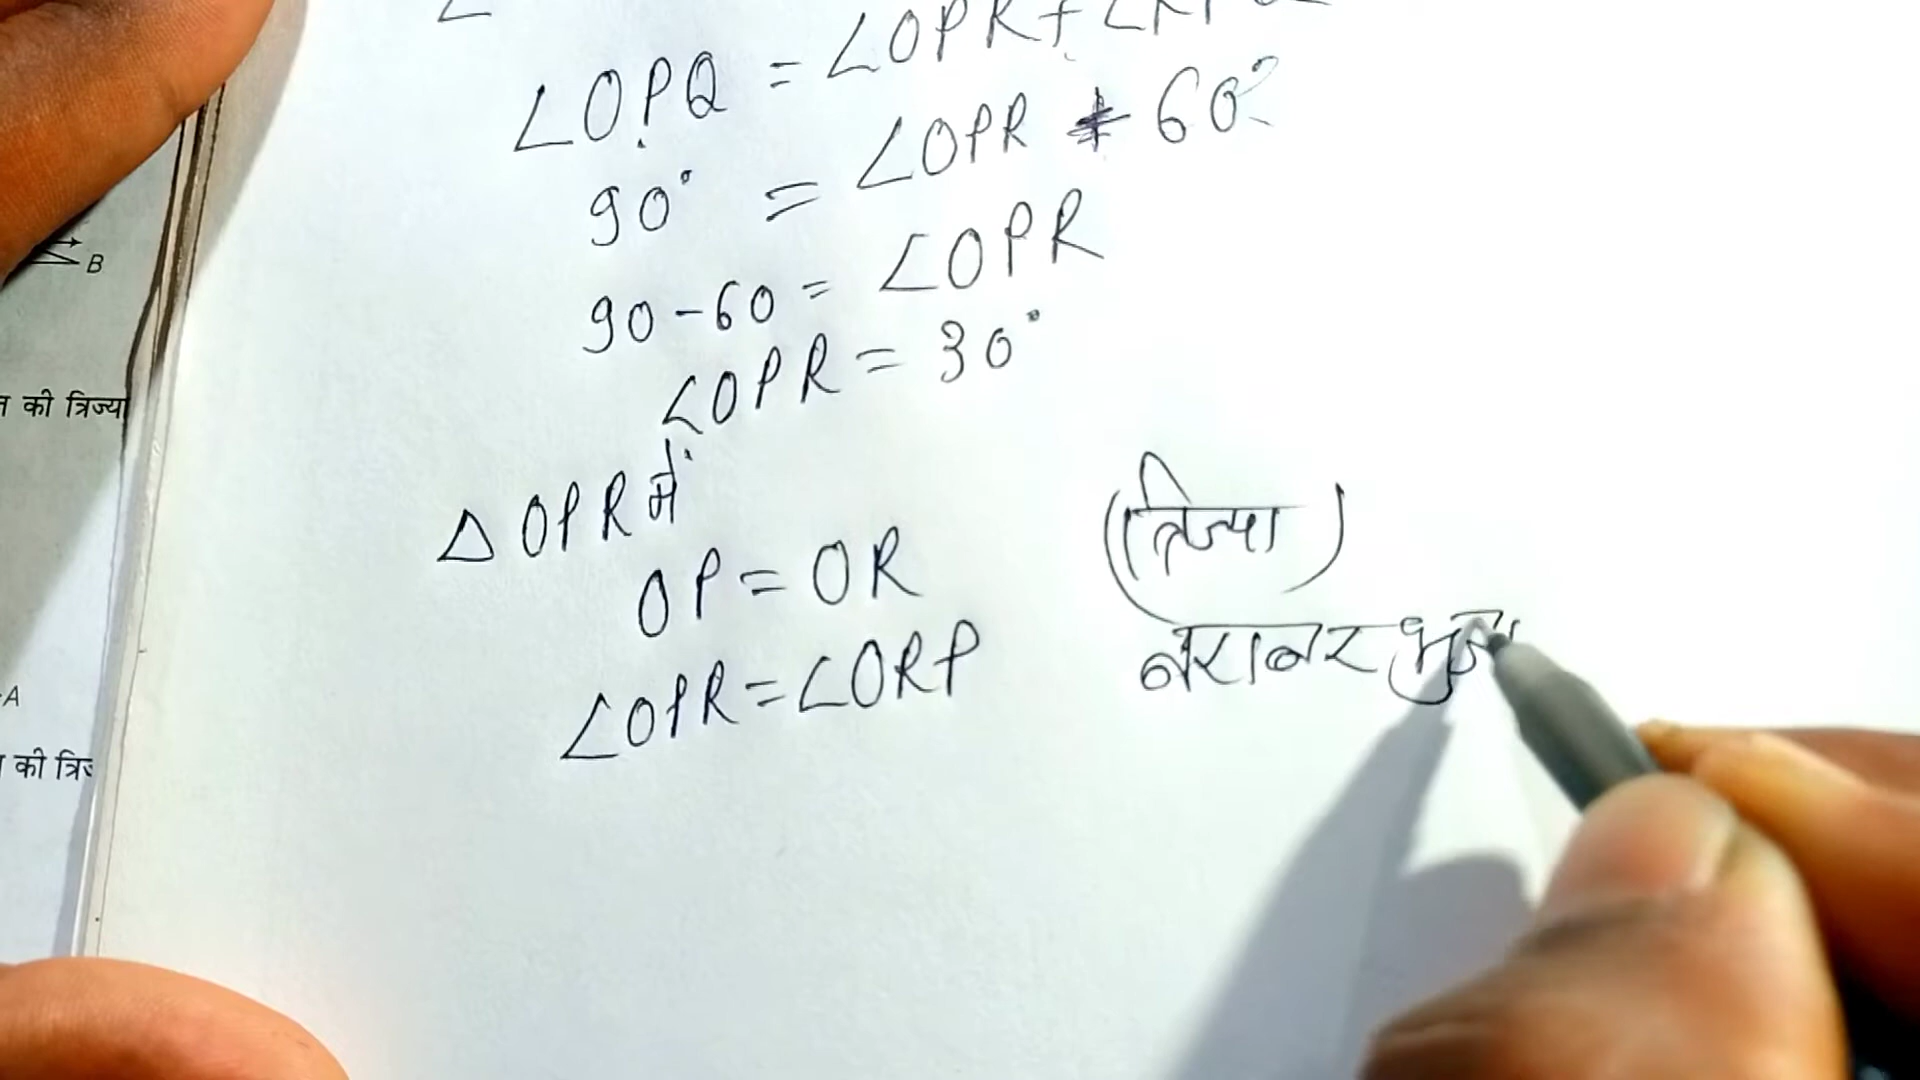 ∠OPQ = ∠OPR +
90° = ∠OPR + 60°
90 - 60 = ∠OPR
∠OPR = 30°
△ OPR में
OP = OR (त्रिज्या)
∠OPR = ∠ORP बराबर भुजा
B
की त्रिज्या
A
की